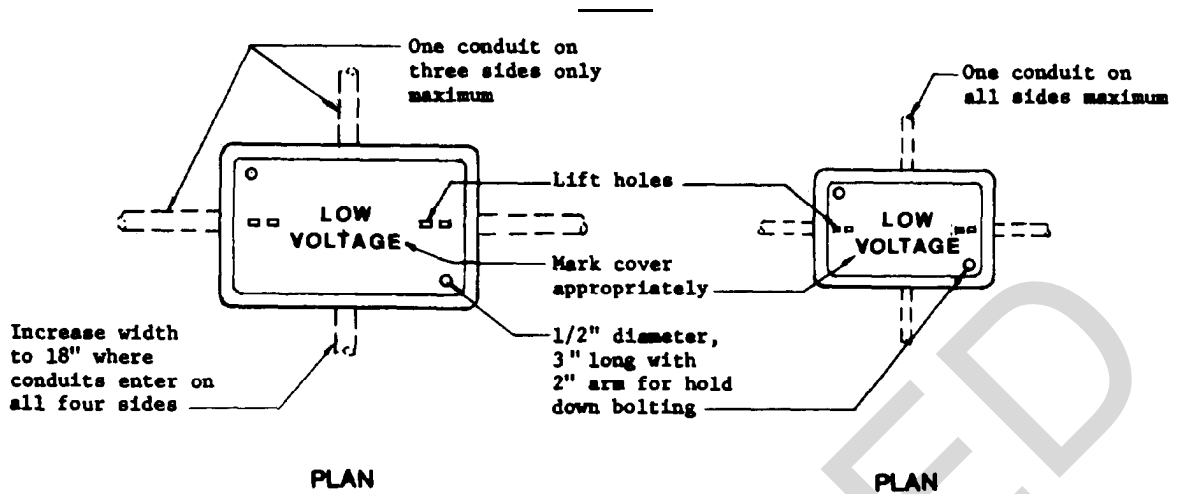 One conduit on
three sides only
maximum
One conduit on
all sides maximum
Lift holes
LOW
VOLTAGE
LOW
VOLTAGE
Mark cover
appropriately
Increase width
to 18" where
conduits enter on
all four sides
1/2" diameter,
3" long with
2" arm for hold
down bolting
PLAN
PLAN
ED